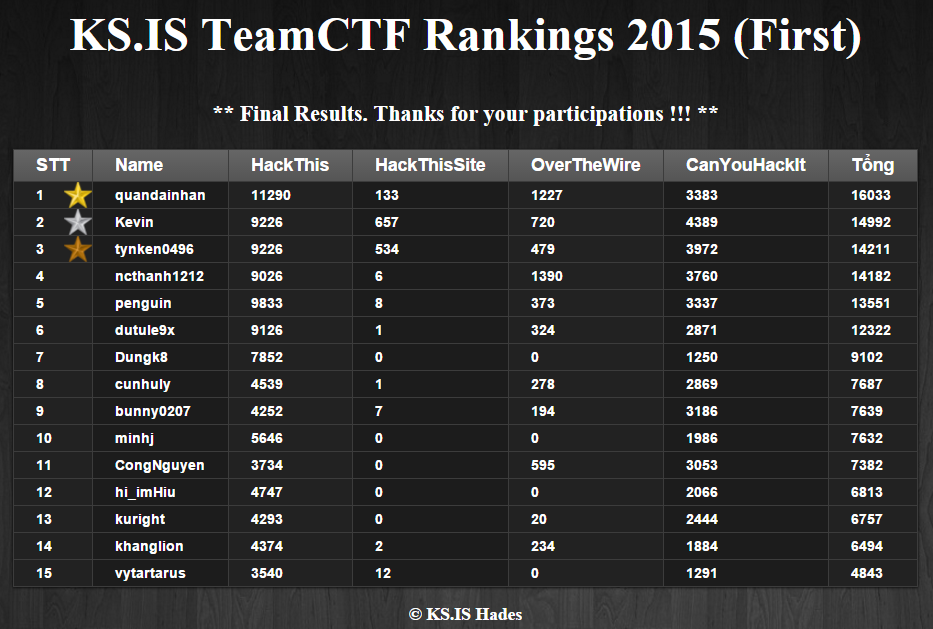 KS.IS TeamCTF Rankings 2015 (First)
** Final Results. Thanks for your participations !!! **
STT Name HackThis HackThisSite OverTheWire CanYouHackIt Tổng
1 quandainhan 11290 133 1227 3383 16033
2 Kevin 9226 657 720 4389 14992
3 tynken0496 9226 534 479 3972 14211
4 ncthanh1212 9026 6 1390 3760 14182
5 penguin 9833 8 373 3337 13551
6 dutule9x 9126 1 324 2871 12322
7 Dungk8 7852 0 0 1250 9102
8 cunhuly 4539 1 278 2869 7687
9 bunny0207 4252 7 194 3186 7639
10 minhj 5646 0 0 1986 7632
11 CongNguyen 3734 0 595 3053 7382
12 hi_imHiu 4747 0 0 2066 6813
13 kuright 4293 0 20 2444 6757
14 khanglion 4374 2 234 1884 6494
15 vytartarus 3540 12 0 1291 4843
© KS.IS Hades